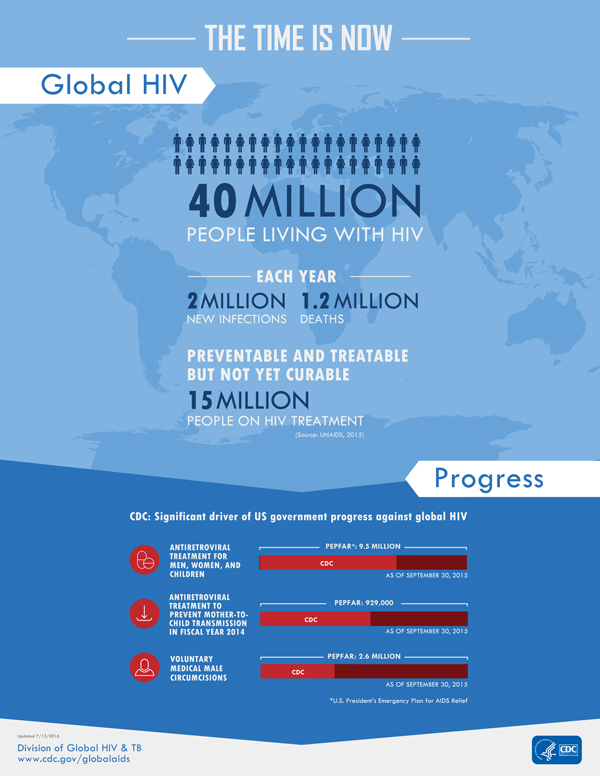 THE TIME IS NOW
Global HIV
40 MILLION
PEOPLE LIVING WITH HIV
EACH YEAR
2 MILLION
NEW INFECTIONS
1.2 MILLION
DEATHS
PREVENTABLE AND TREATABLE
BUT NOT YET CURABLE
15 MILLION
PEOPLE ON HIV TREATMENT
(Source: UNAIDS, 2015)
Progress
CDC: Significant driver of US government progress against global HIV
ANTIRETROVIRAL
TREATMENT FOR
MEN, WOMEN, AND
CHILDREN
PEPFAR*: 9.5 MILLION
CDC
AS OF SEPTEMBER 30, 2015
ANTIRETROVIRAL
TREATMENT TO
PREVENT MOTHER-TO-
CHILD TRANSMISSION
IN FISCAL YEAR 2014
PEPFAR: 929,000
CDC
AS OF SEPTEMBER 30, 2015
VOLUNTARY
MEDICAL MALE
CIRCUMCISIONS
PEPFAR: 2.6 MILLION
CDC
AS OF SEPTEMBER 30, 2015
*U.S. President's Emergency Plan for AIDS Relief
Updated 7/13/2016
Division of Global HIV & TB
www.cdc.gov/globalaids
CDC